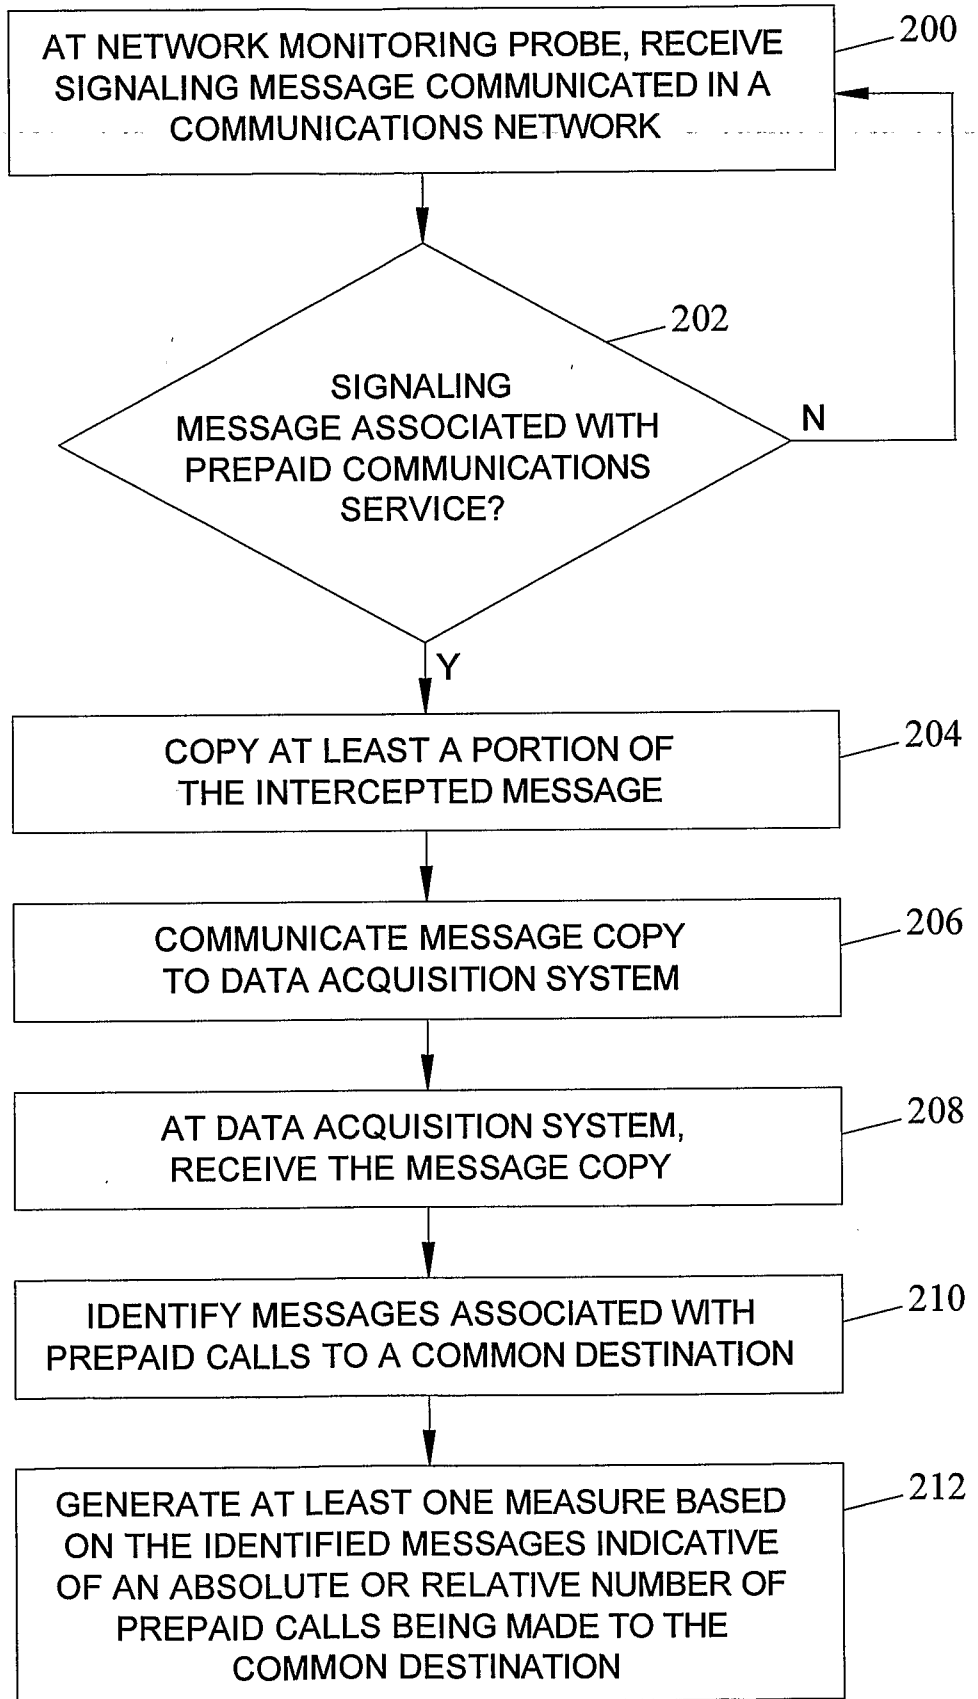 AT NETWORK MONITORING PROBE, RECEIVE
SIGNALING MESSAGE COMMUNICATED IN A
COMMUNICATIONS NETWORK
200
202
SIGNALING
MESSAGE ASSOCIATED WITH
PREPAID COMMUNICATIONS
SERVICE?
N
Y
COPY AT LEAST A PORTION OF
THE INTERCEPTED MESSAGE
204
COMMUNICATE MESSAGE COPY
TO DATA ACQUISITION SYSTEM
206
AT DATA ACQUISITION SYSTEM,
RECEIVE THE MESSAGE COPY
208
IDENTIFY MESSAGES ASSOCIATED WITH
PREPAID CALLS TO A COMMON DESTINATION
210
GENERATE AT LEAST ONE MEASURE BASED
ON THE IDENTIFIED MESSAGES INDICATIVE
OF AN ABSOLUTE OR RELATIVE NUMBER OF
PREPAID CALLS BEING MADE TO THE
COMMON DESTINATION
212